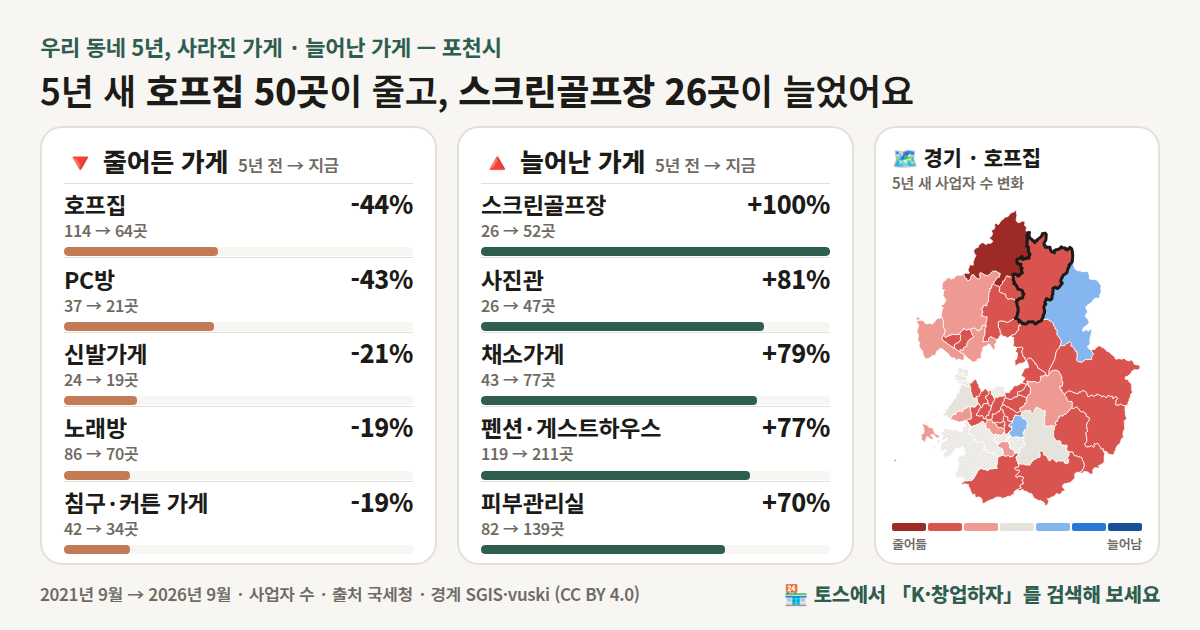 우리 동네 5년, 사라진 가게 · 늘어난 가게 — 포천시
5년 새 호프집 50곳이 줄고, 스크린골프장 26곳이 늘었어요
🔻 줄어든 가게 5년 전 → 지금
호프집 -44%
114 → 64곳
PC방 -43%
37 → 21곳
신발가게 -21%
24 → 19곳
노래방 -19%
86 → 70곳
침구·커튼 가게 -19%
42 → 34곳
🔺 늘어난 가게 5년 전 → 지금
스크린골프장 +100%
26 → 52곳
사진관 +81%
26 → 47곳
채소가게 +79%
43 → 77곳
펜션·게스트하우스 +77%
119 → 211곳
피부관리실 +70%
82 → 139곳
🗺️ 경기 · 호프집
5년 새 사업자 수 변화
줄어듦 늘어남
2021년 9월 → 2026년 9월 · 사업자 수 · 출처 국세청 · 경계 SGIS·vuski (CC BY 4.0)
🏪 토스에서 「K·창업하자」를 검색해 보세요